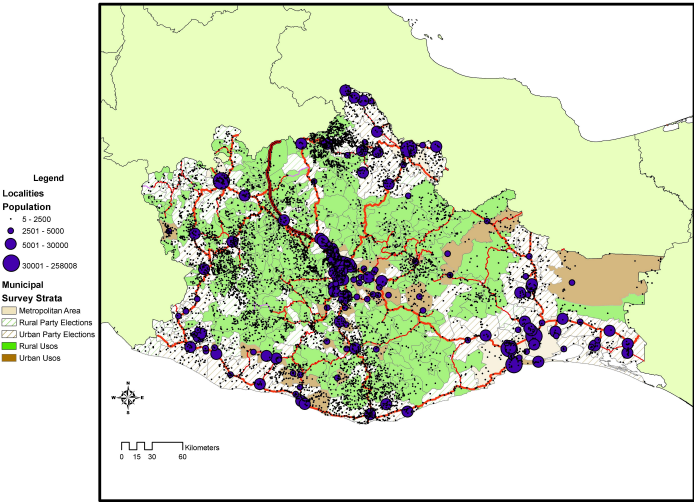 Legend
Localities
Population
5 - 2500
2501 - 5000
5001 - 30000
30001 - 258008
Municipal
Survey Strata
Metropolitan Area
Rural Party Elections
Urban Party Elections
Rural Usos
Urban Usos
N
W E
S
Kilometers
0 15 30 60